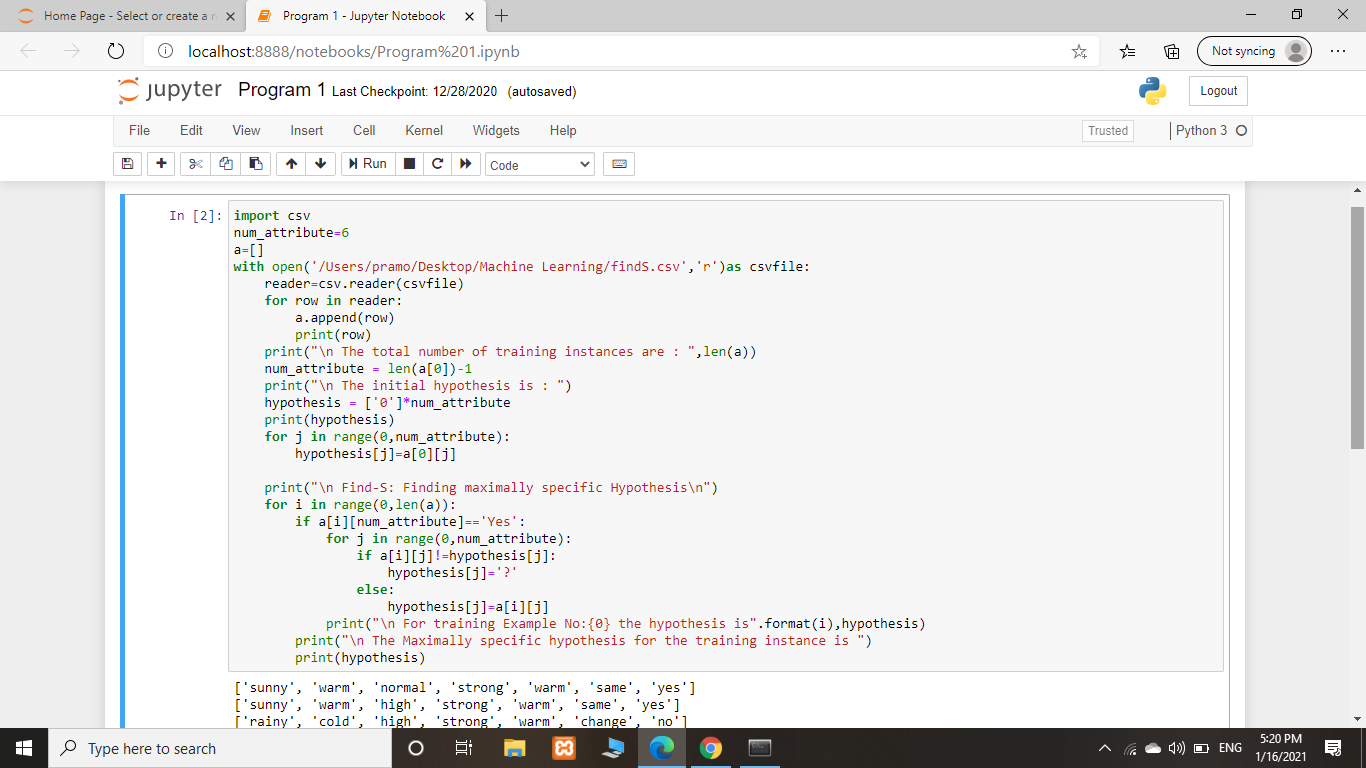 Home Page - Select or create a n
Program 1 - Jupyter Notebook
localhost:8888/notebooks/Program%201.ipynb
Not syncing
jupyter Program 1 Last Checkpoint: 12/28/2020 (autosaved)
Logout
File Edit View Insert Cell Kernel Widgets Help
Trusted
Python 3
Run
Code
In [2]:
import csv
num_attribute=6
a=[]
with open('/Users/pramo/Desktop/Machine Learning/findS.csv','r')as csvfile:
    reader=csv.reader(csvfile)
    for row in reader:
        a.append(row)
        print(row)
    print("\n The total number of training instances are : ",len(a))
    num_attribute = len(a[0])-1
    print("\n The initial hypothesis is : ")
    hypothesis = ['0']*num_attribute
    print(hypothesis)
    for j in range(0,num_attribute):
        hypothesis[j]=a[0][j]
    print("\n Find-S: Finding maximally specific Hypothesis\n")
    for i in range(0,len(a)):
        if a[i][num_attribute]=='Yes':
            for j in range(0,num_attribute):
                if a[i][j]!=hypothesis[j]:
                    hypothesis[j]='?'
                else:
                    hypothesis[j]=a[i][j]
            print("\n For training Example No:{0} the hypothesis is".format(i),hypothesis)
        print("\n The Maximally specific hypothesis for the training instance is ")
        print(hypothesis)
['sunny', 'warm', 'normal', 'strong', 'warm', 'same', 'yes']
['sunny', 'warm', 'high', 'strong', 'warm', 'same', 'yes']
['rainy', 'cold', 'high', 'strong', 'warm', 'change', 'no']
Type here to search
ENG
5:20 PM
1/16/2021